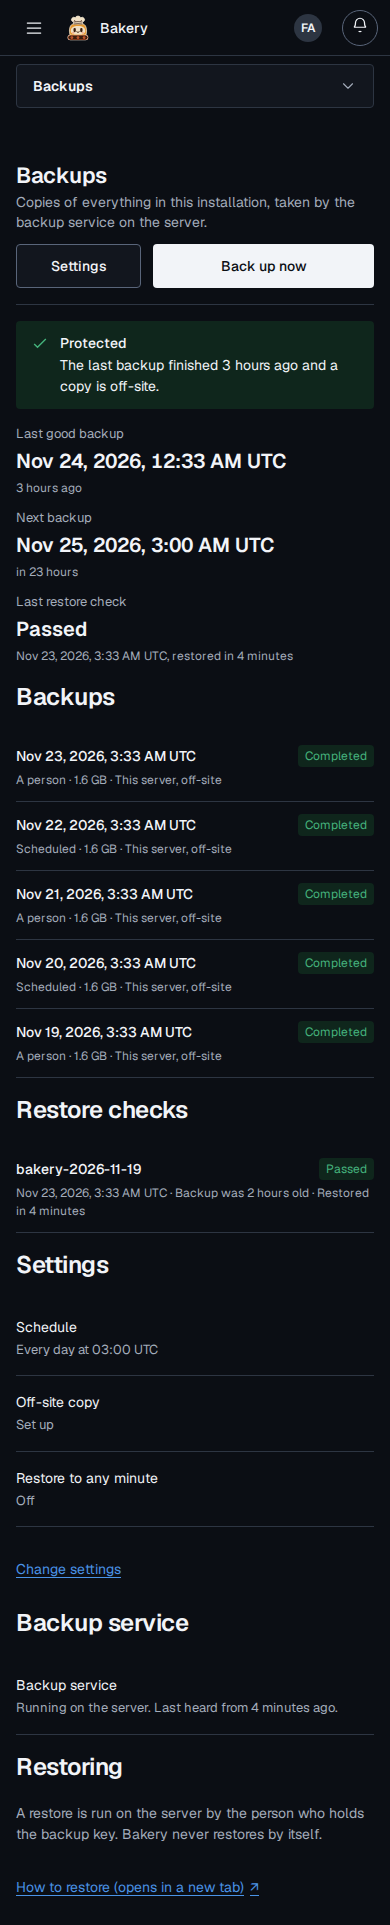 Bakery
FA
Backups
Backups
Copies of everything in this installation, taken by the
backup service on the server.
Settings
Back up now
Protected
The last backup finished 3 hours ago and a
copy is off-site.
Last good backup
Nov 24, 2026, 12:33 AM UTC
3 hours ago
Next backup
Nov 25, 2026, 3:00 AM UTC
in 23 hours
Last restore check
Passed
Nov 23, 2026, 3:33 AM UTC, restored in 4 minutes
Backups
Nov 23, 2026, 3:33 AM UTC
Completed
A person · 1.6 GB · This server, off-site
Nov 22, 2026, 3:33 AM UTC
Completed
Scheduled · 1.6 GB · This server, off-site
Nov 21, 2026, 3:33 AM UTC
Completed
A person · 1.6 GB · This server, off-site
Nov 20, 2026, 3:33 AM UTC
Completed
Scheduled · 1.6 GB · This server, off-site
Nov 19, 2026, 3:33 AM UTC
Completed
A person · 1.6 GB · This server, off-site
Restore checks
bakery-2026-11-19
Passed
Nov 23, 2026, 3:33 AM UTC · Backup was 2 hours old · Restored
in 4 minutes
Settings
Schedule
Every day at 03:00 UTC
Off-site copy
Set up
Restore to any minute
Off
Change settings
Backup service
Backup service
Running on the server. Last heard from 4 minutes ago.
Restoring
A restore is run on the server by the person who holds
the backup key. Bakery never restores by itself.
How to restore (opens in a new tab)